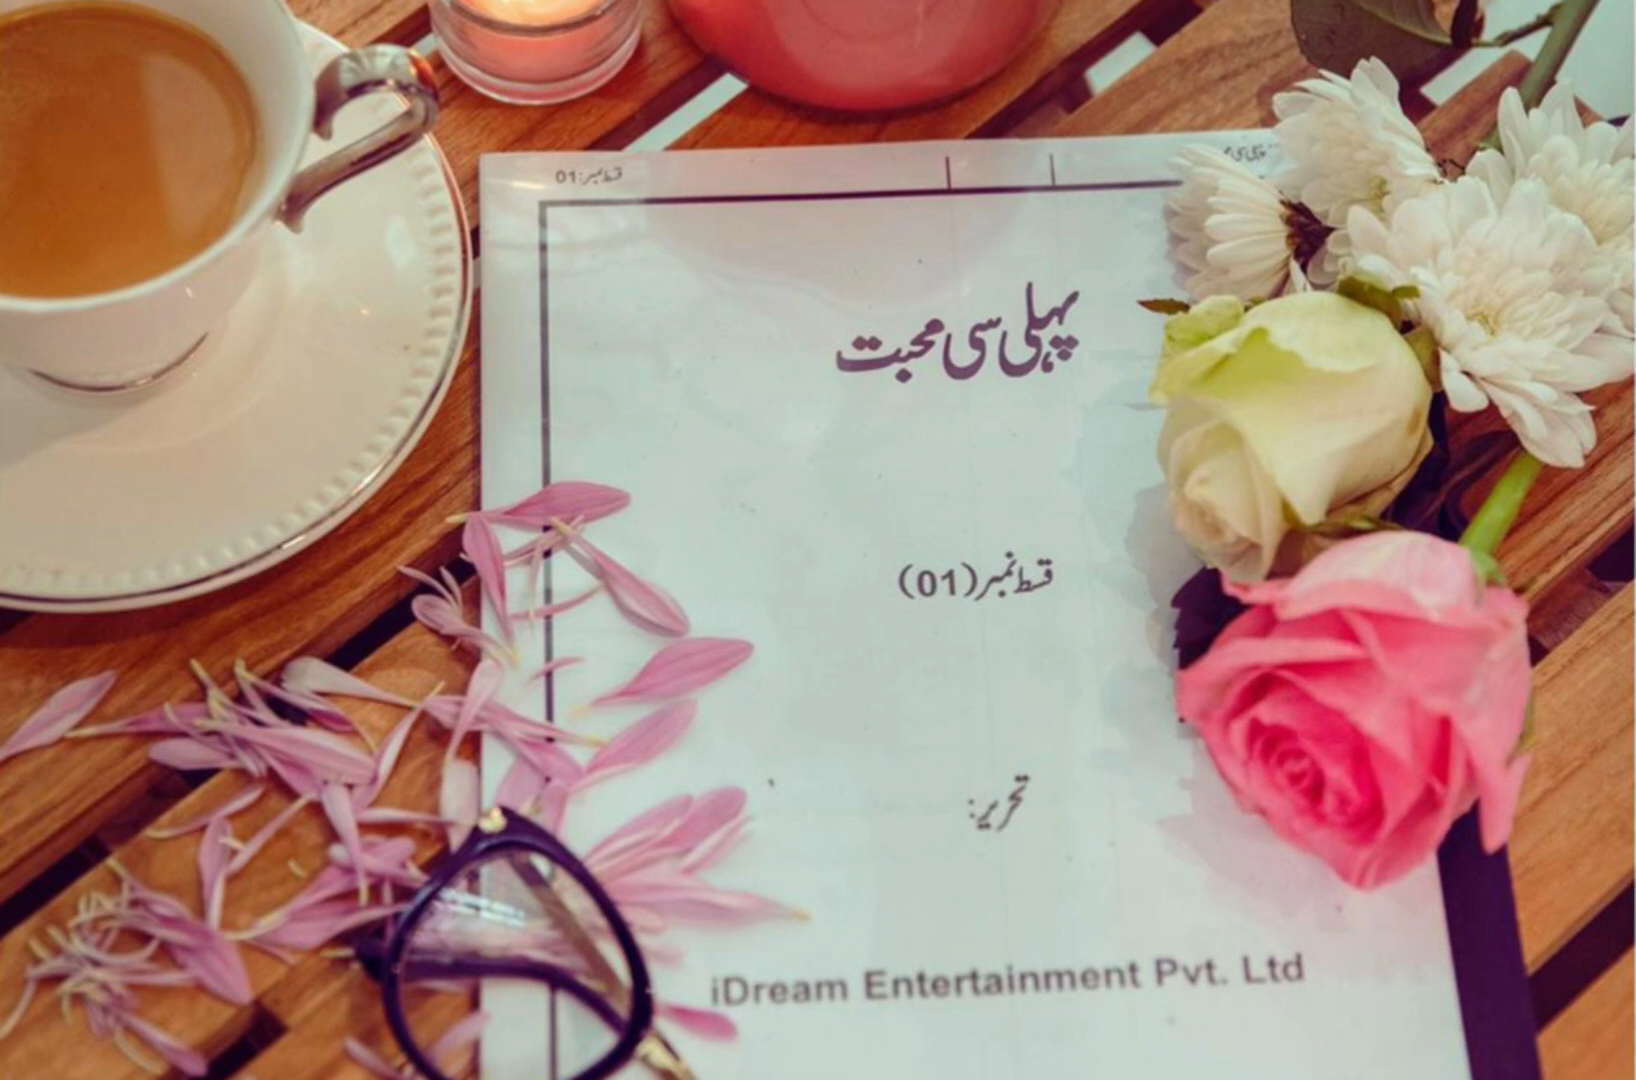 قسط نمبر:01
پہلی سی محبت
قسط نمبر(01)
تحریر:
iDream Entertainment Pvt. Ltd